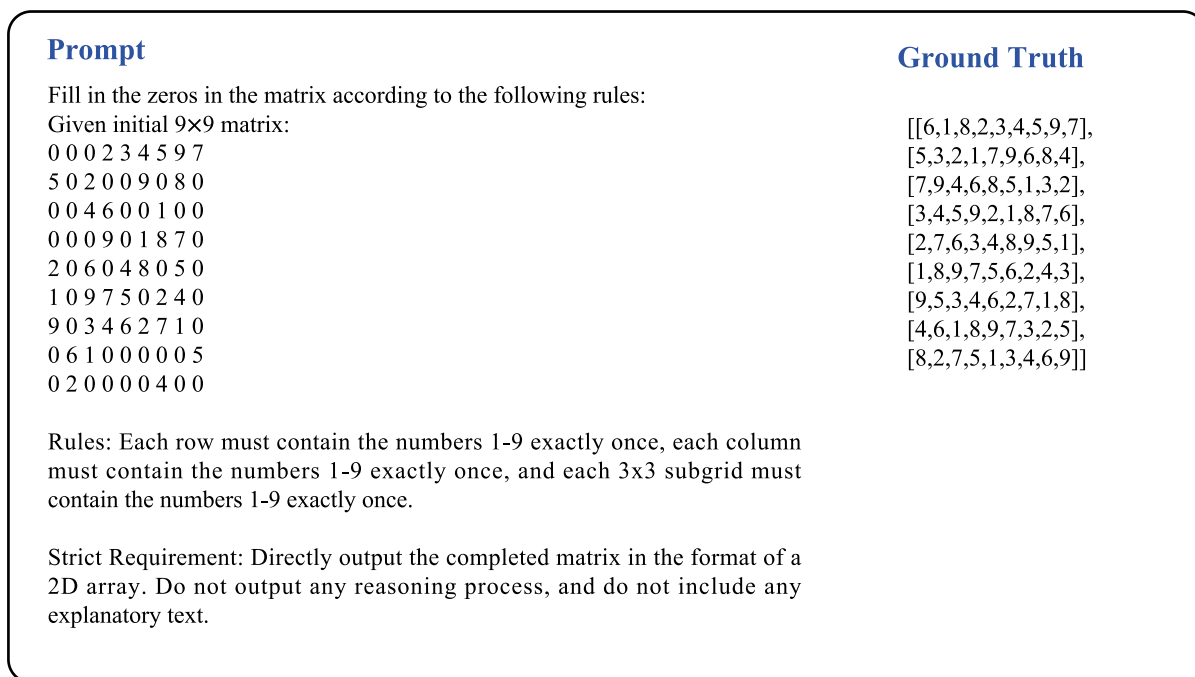 Prompt
Fill in the zeros in the matrix according to the following rules:
Given initial 9×9 matrix:
0 0 0 2 3 4 5 9 7
5 0 2 0 0 9 0 8 0
0 0 4 6 0 0 1 0 0
0 0 0 9 0 1 8 7 0
2 0 6 0 4 8 0 5 0
1 0 9 7 5 0 2 4 0
9 0 3 4 6 2 7 1 0
0 6 1 0 0 0 0 0 5
0 2 0 0 0 0 4 0 0
Rules: Each row must contain the numbers 1-9 exactly once, each column
must contain the numbers 1-9 exactly once, and each 3x3 subgrid must
contain the numbers 1-9 exactly once.
Strict Requirement: Directly output the completed matrix in the format of a
2D array. Do not output any reasoning process, and do not include any
explanatory text.
Ground Truth
[[6,1,8,2,3,4,5,9,7],
[5,3,2,1,7,9,6,8,4],
[7,9,4,6,8,5,1,3,2],
[3,4,5,9,2,1,8,7,6],
[2,7,6,3,4,8,9,5,1],
[1,8,9,7,5,6,2,4,3],
[9,5,3,4,6,2,7,1,8],
[4,6,1,8,9,7,3,2,5],
[8,2,7,5,1,3,4,6,9]]